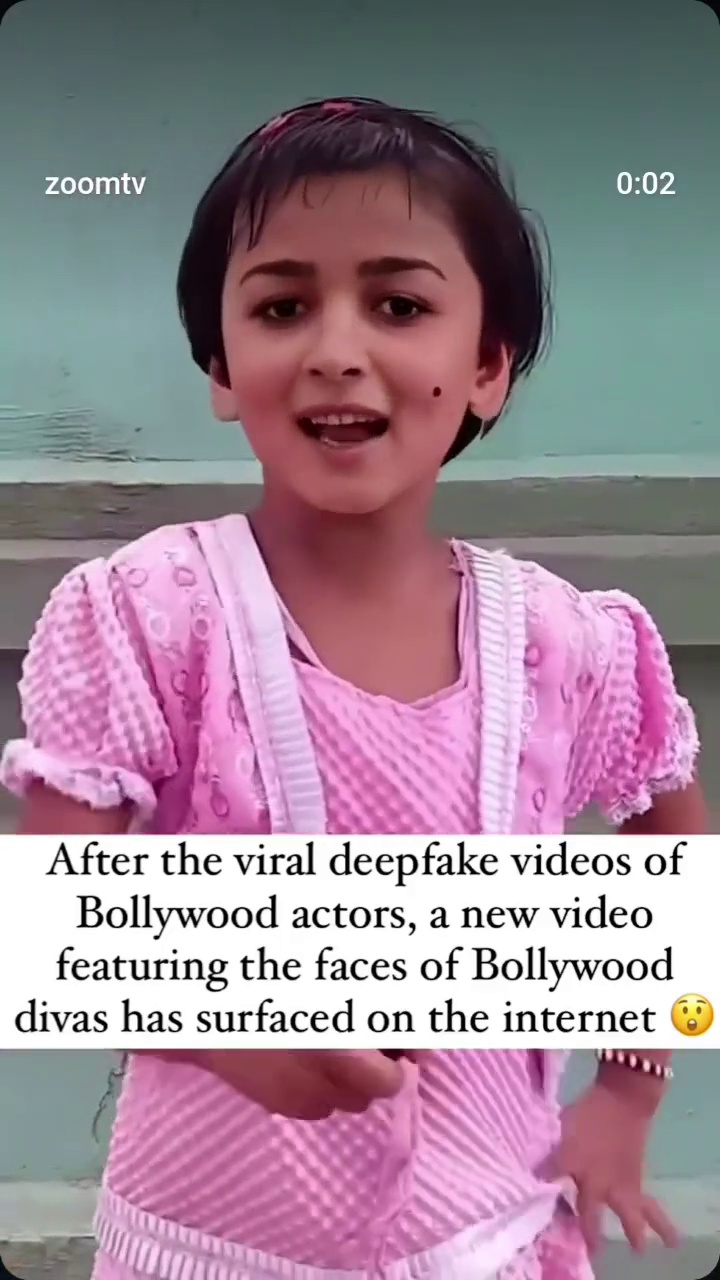 zoomtv
0:02
After the viral deepfake videos of
Bollywood actors, a new video
featuring the faces of Bollywood
divas has surfaced on the internet 😲